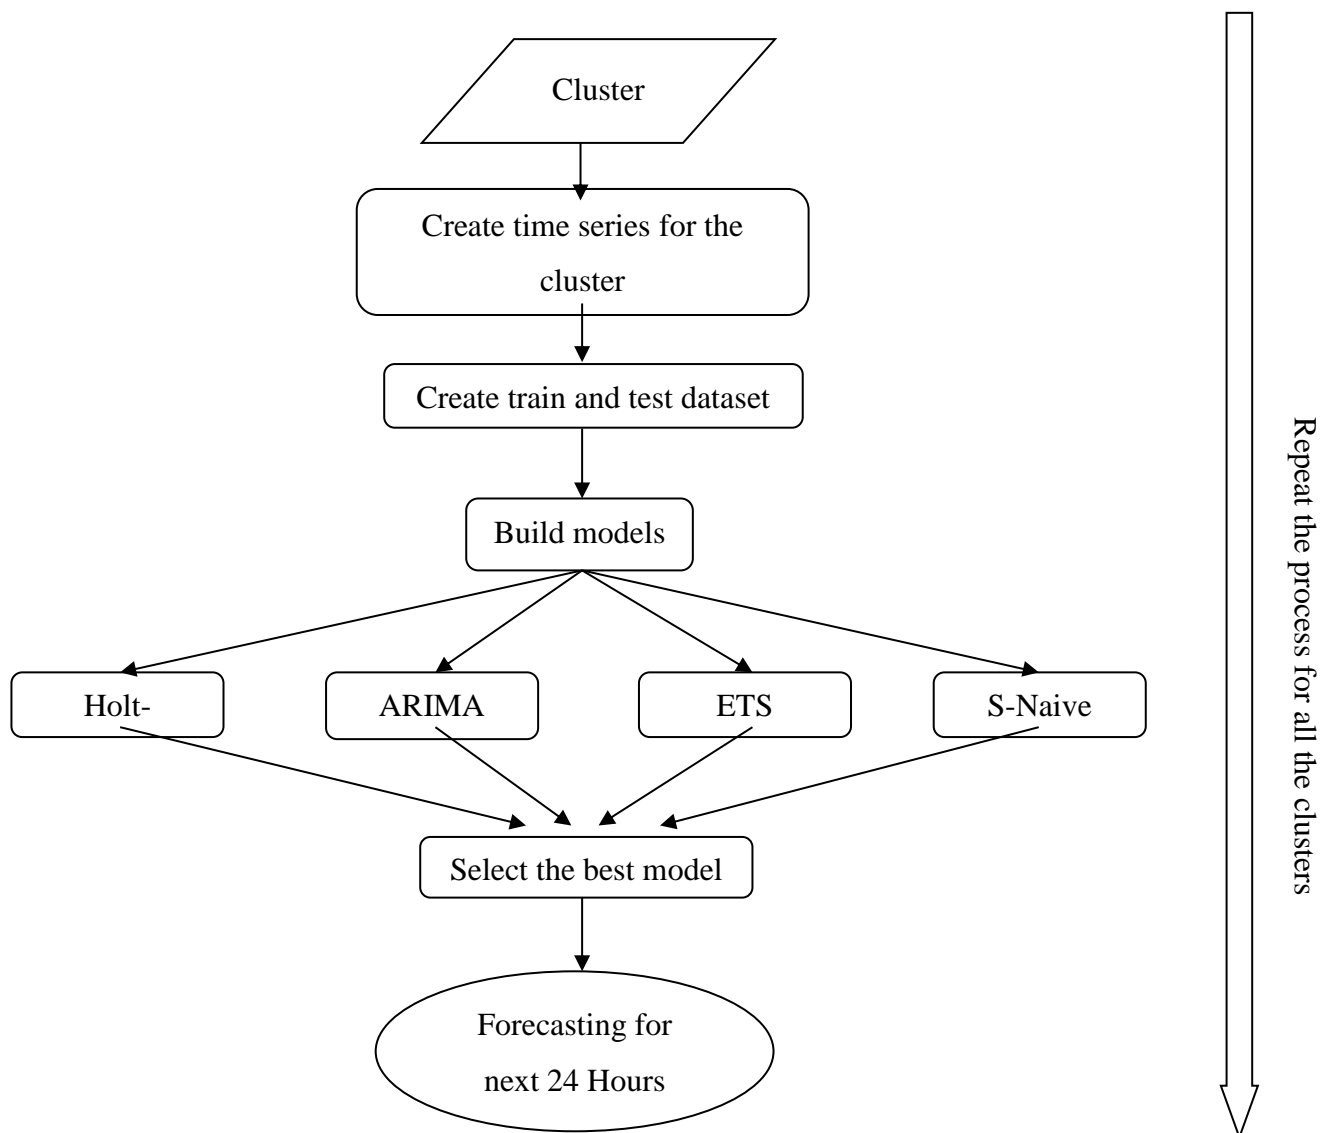 Cluster
Create time series for the
cluster
Create train and test dataset
Build models
Holt-
ARIMA
ETS
S-Naive
Select the best model
Forecasting for
next 24 Hours
Repeat the process for all the clusters